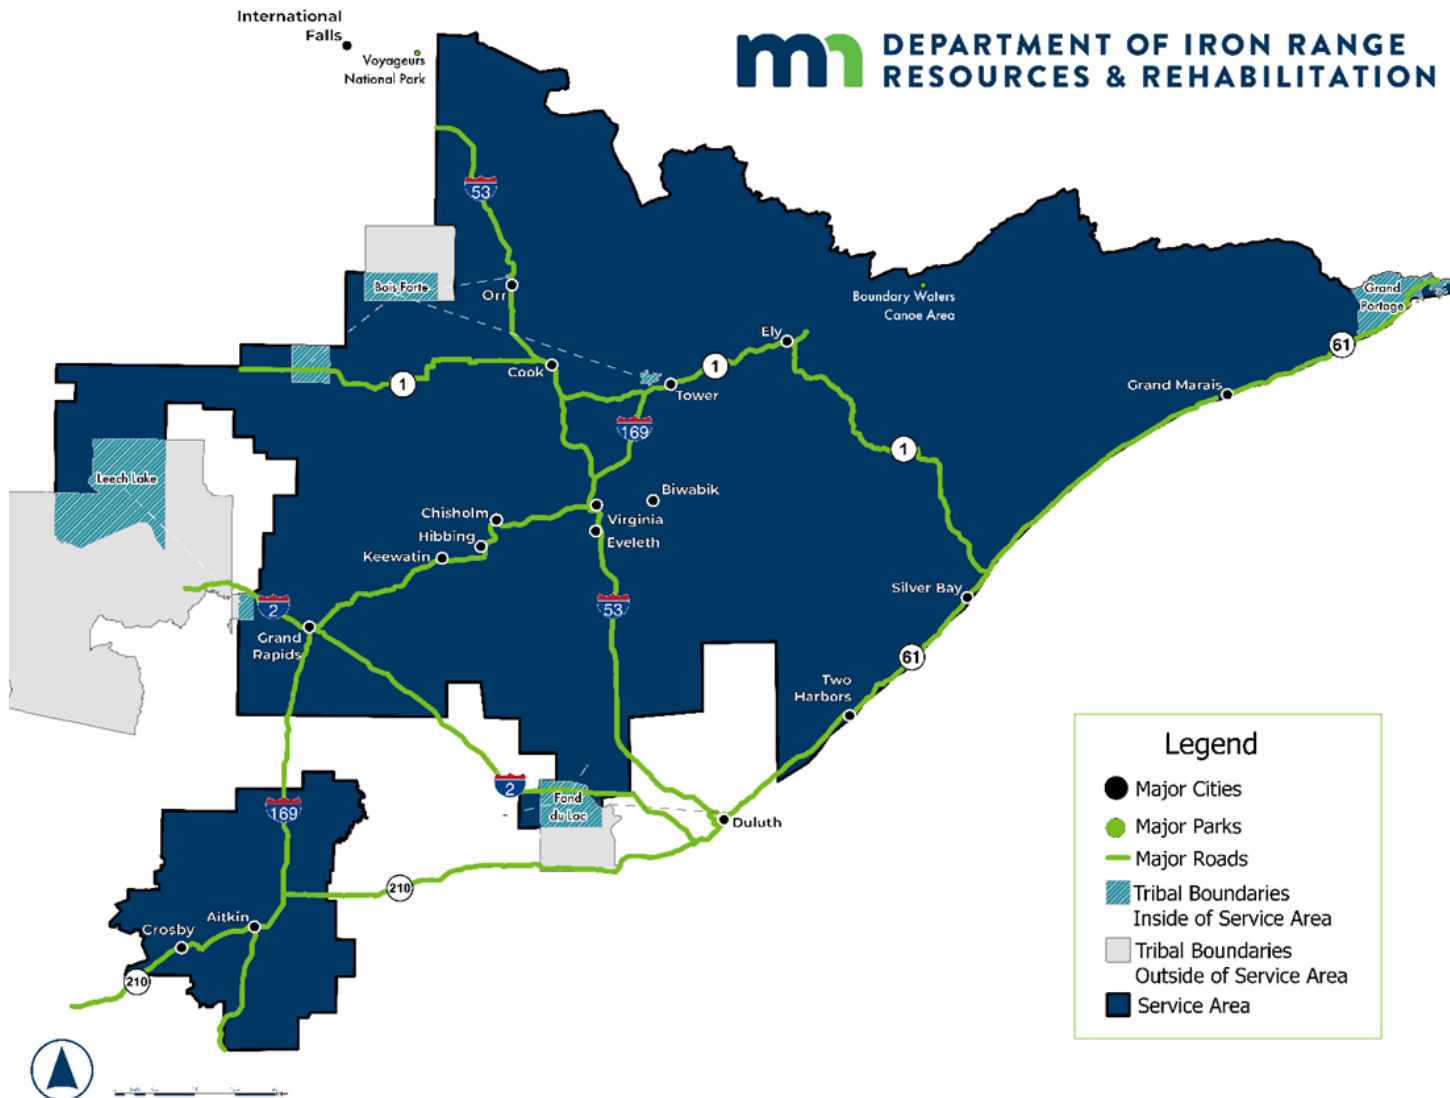 International
Falls
Voyageurs
National Park
mn DEPARTMENT OF IRON RANGE
RESOURCES & REHABILITATION
53
Bois Forte
Orr
Boundary Waters
Canoe Area
Grand
Portage
Ely
61
Cook
1
1
Tower
Grand Marais
169
1
Leech Lake
Biwabik
Chisholm
Virginia
Hibbing
Eveleth
Keewatin
Silver Bay
2
53
Grand
Rapids
61
Two
Harbors
2
Fond
du Lac
169
Duluth
210
Aitkin
Crosby
210
Legend
Major Cities
Major Parks
Major Roads
Tribal Boundaries
Inside of Service Area
Tribal Boundaries
Outside of Service Area
Service Area